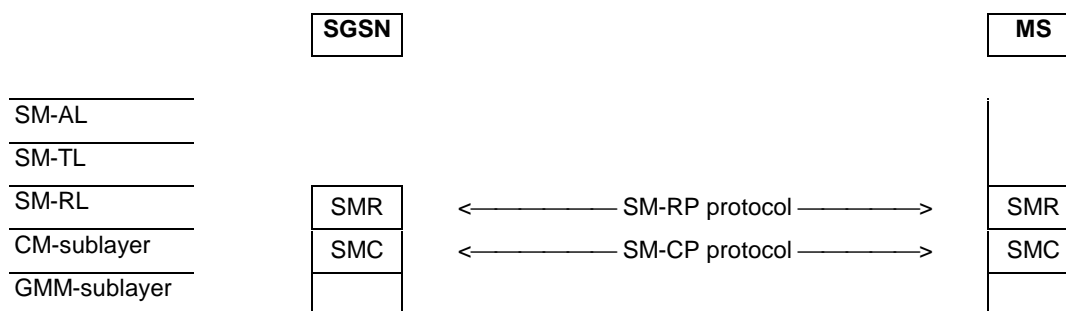 SGSN MS
SM-AL
SM-TL
SM-RL SMR <———— SM-RP protocol ————> SMR
CM-sublayer SMC <———— SM-CP protocol ————> SMC
GMM-sublayer